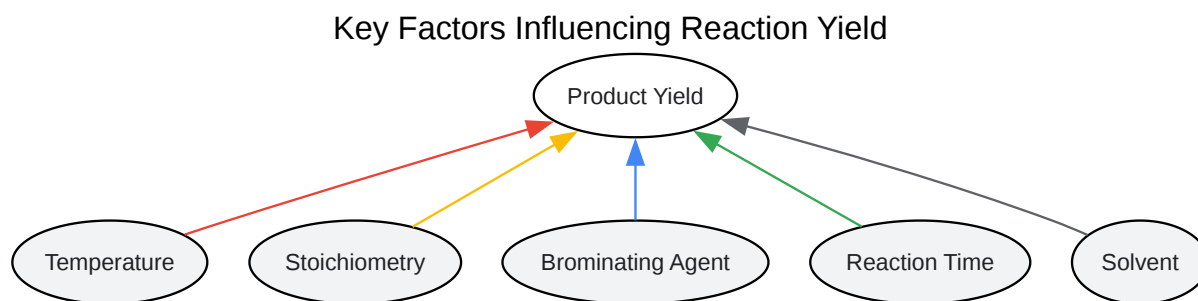 Key Factors Influencing Reaction Yield
Product Yield
Temperature
Stoichiometry
Brominating Agent
Reaction Time
Solvent